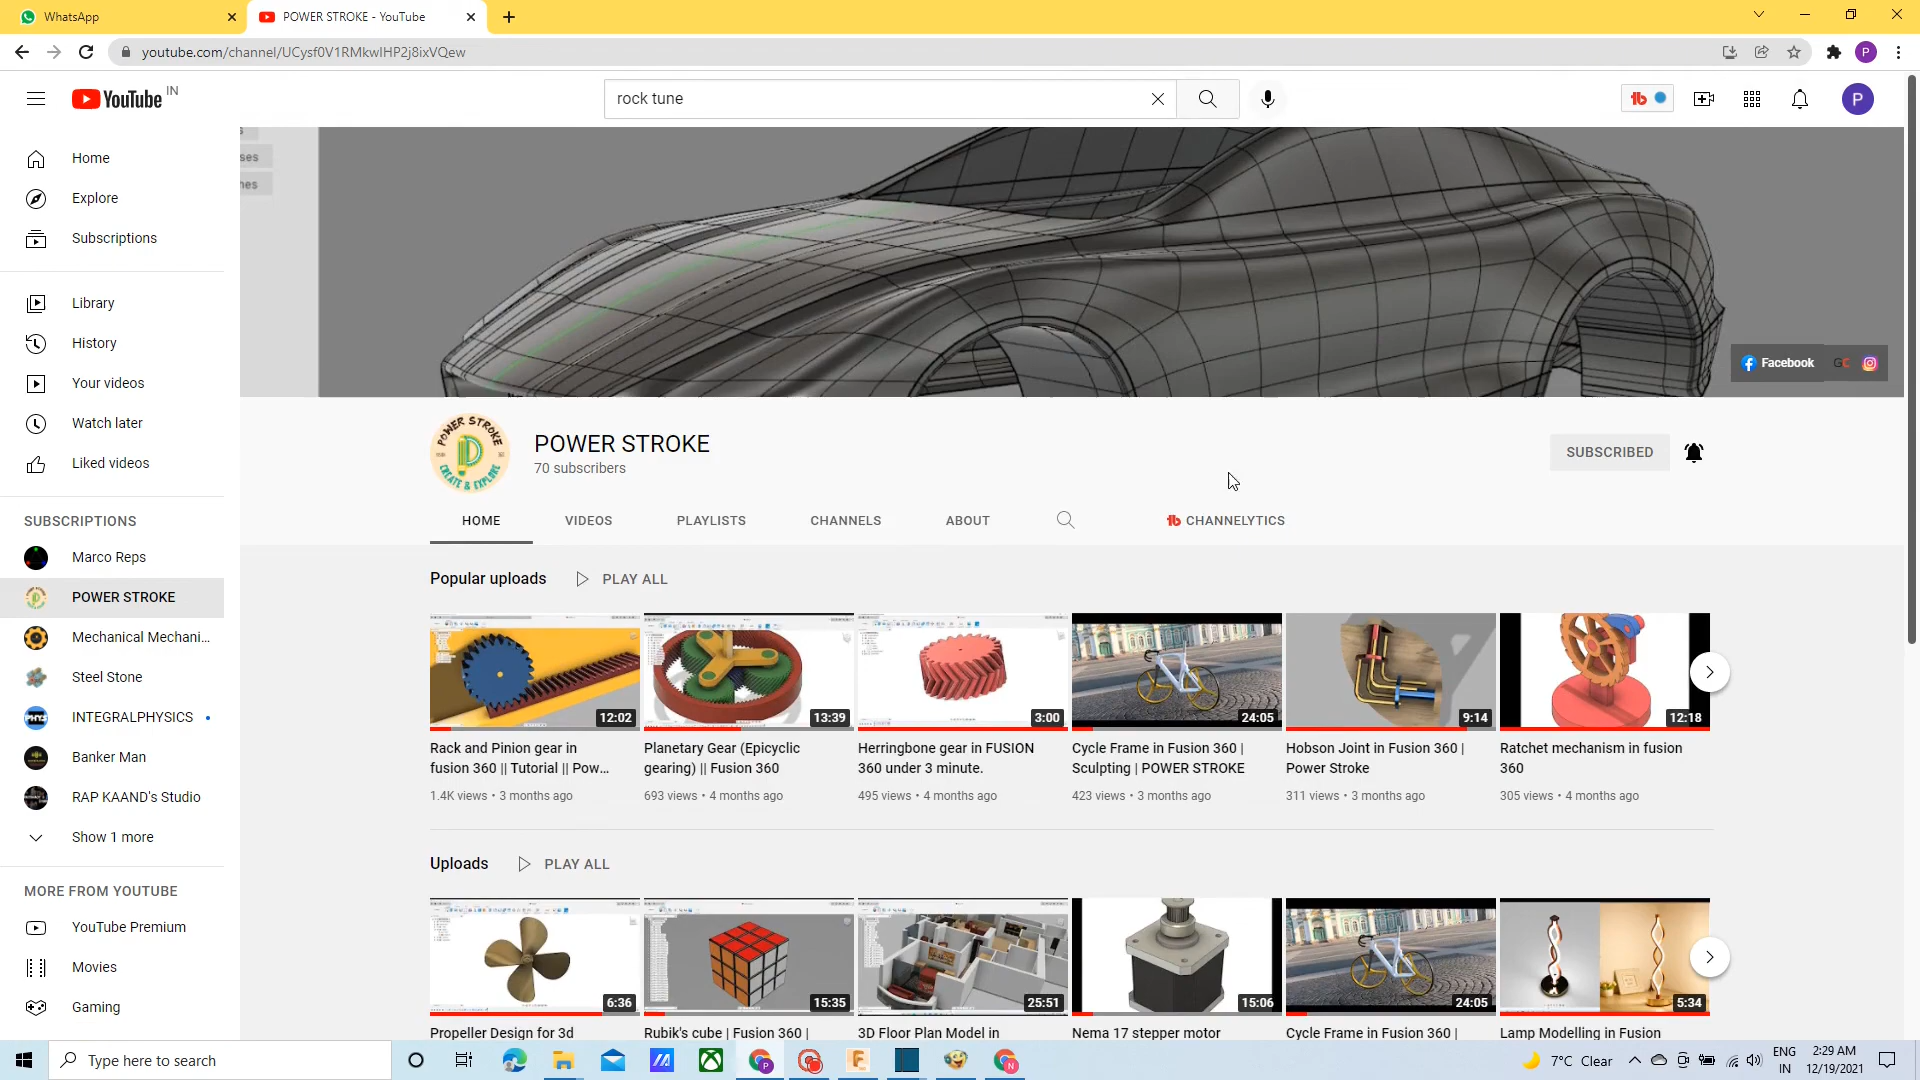 WhatsApp
POWER STROKE - YouTube
youtube.com/channel/UCysf0V1RMkwIHP2j8ixVQew
P
YouTube IN
rock tune
P
Home
Explore
Subscriptions
Library
History
Your videos
Watch later
Liked videos
SUBSCRIPTIONS
Marco Reps
POWER STROKE
Mechanical Mechani...
Steel Stone
INTEGRALPHYSICS
Banker Man
RAP KAAND's Studio
Show 1 more
MORE FROM YOUTUBE
YouTube Premium
Movies
Gaming
Facebook
POWER STROKE
CREATE & EXPLORE
POWER STROKE
70 subscribers
SUBSCRIBED
HOME
VIDEOS
PLAYLISTS
CHANNELS
ABOUT
CHANNELYTICS
Popular uploads
PLAY ALL
12:02
Rack and Pinion gear in
fusion 360 || Tutorial || Pow...
1.4K views • 3 months ago
13:39
Planetary Gear (Epicyclic
gearing) || Fusion 360
693 views • 4 months ago
3:00
Herringbone gear in FUSION
360 under 3 minute.
495 views • 4 months ago
24:05
Cycle Frame in Fusion 360 |
Sculpting | POWER STROKE
423 views • 3 months ago
9:14
Hobson Joint in Fusion 360 |
Power Stroke
311 views • 3 months ago
12:18
Ratchet mechanism in fusion
360
305 views • 4 months ago
Uploads
PLAY ALL
6:36
Propeller Design for 3d
15:35
Rubik's cube | Fusion 360 |
25:51
3D Floor Plan Model in
15:06
Nema 17 stepper motor
24:05
Cycle Frame in Fusion 360 |
5:34
Lamp Modelling in Fusion
Type here to search
7°C Clear
ENG
IN
2:29 AM
12/19/2021